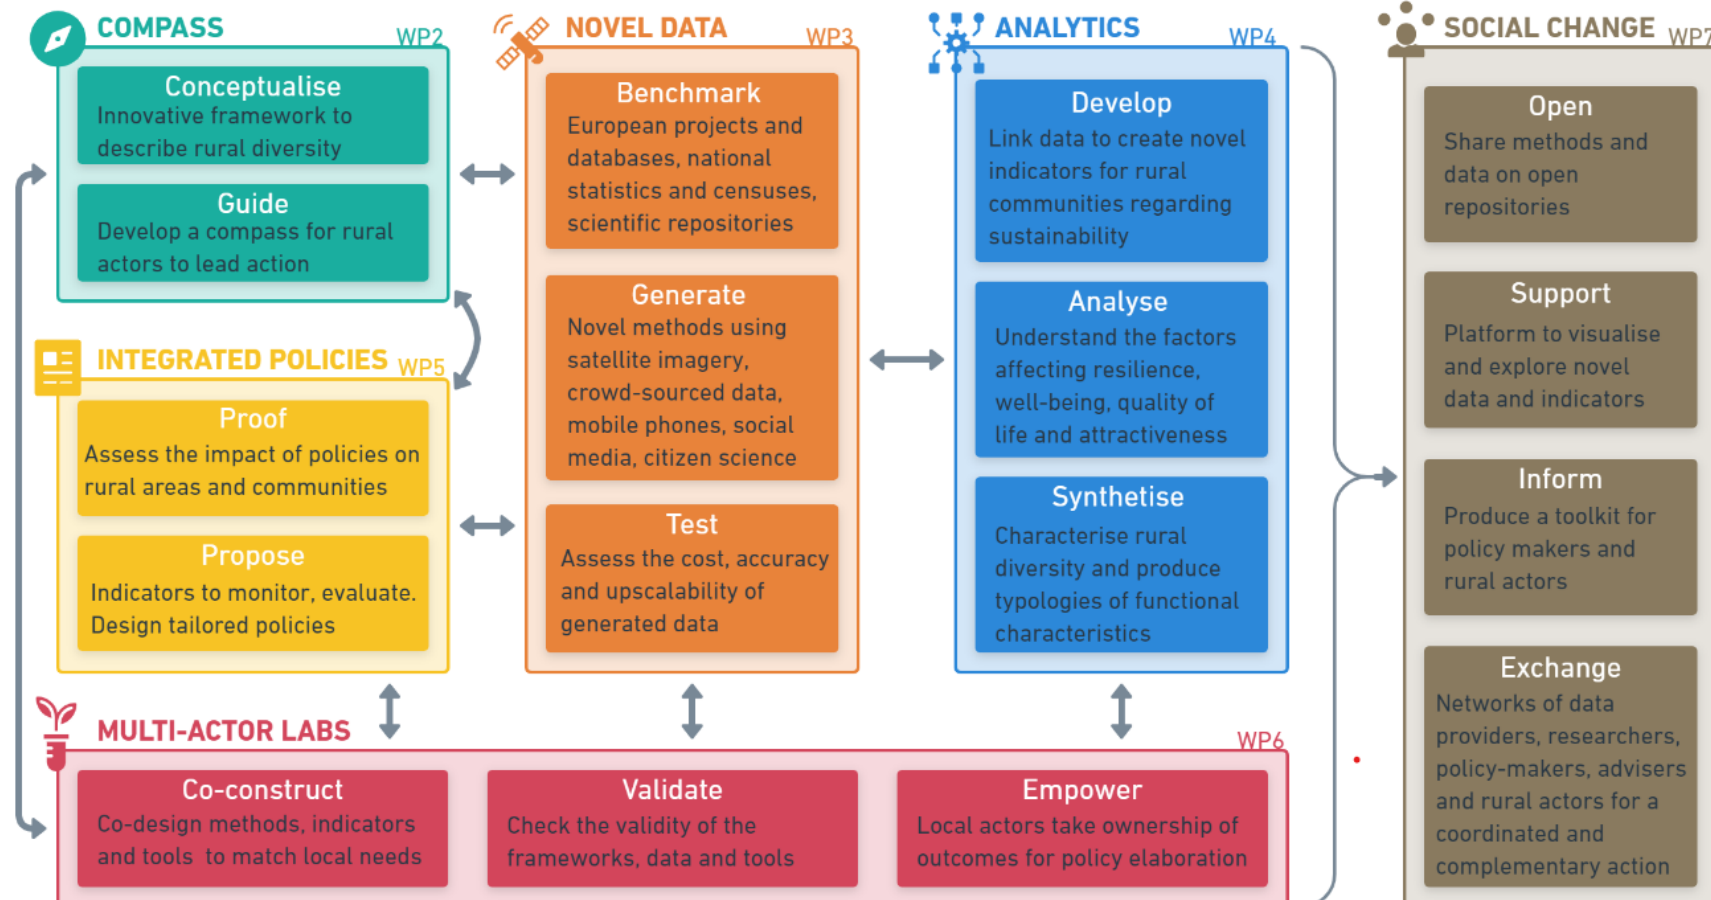 COMPASS
WP2
Conceptualise
Innovative framework to
describe rural diversity
Guide
Develop a compass for rural
actors to lead action
INTEGRATED POLICIES
WP5
Proof
Assess the impact of policies on
rural areas and communities
Propose
Indicators to monitor, evaluate.
Design tailored policies
NOVEL DATA
WP3
Benchmark
European projects and
databases, national
statistics and censuses,
scientific repositories
Generate
Novel methods using
satellite imagery,
crowd-sourced data,
mobile phones, social
media, citizen science
Test
Assess the cost, accuracy
and upscalability of
generated data
ANALYTICS
WP4
Develop
Link data to create novel
indicators for rural
communities regarding
sustainability
Analyse
Understand the factors
affecting resilience,
well-being, quality of
life and attractiveness
Synthetise
Characterise rural
diversity and produce
typologies of functional
characteristics
MULTI-ACTOR LABS
WP6
Co-construct
Co-design methods, indicators
and tools to match local needs
Validate
Check the validity of the
frameworks, data and tools
Empower
Local actors take ownership of
outcomes for policy elaboration
SOCIAL CHANGE
WP7
Open
Share methods and
data on open
repositories
Support
Platform to visualise
and explore novel
data and indicators
Inform
Produce a toolkit for
policy makers and
rural actors
Exchange
Networks of data
providers, researchers,
policy-makers, advisers
and rural actors for a
coordinated and
complementary action